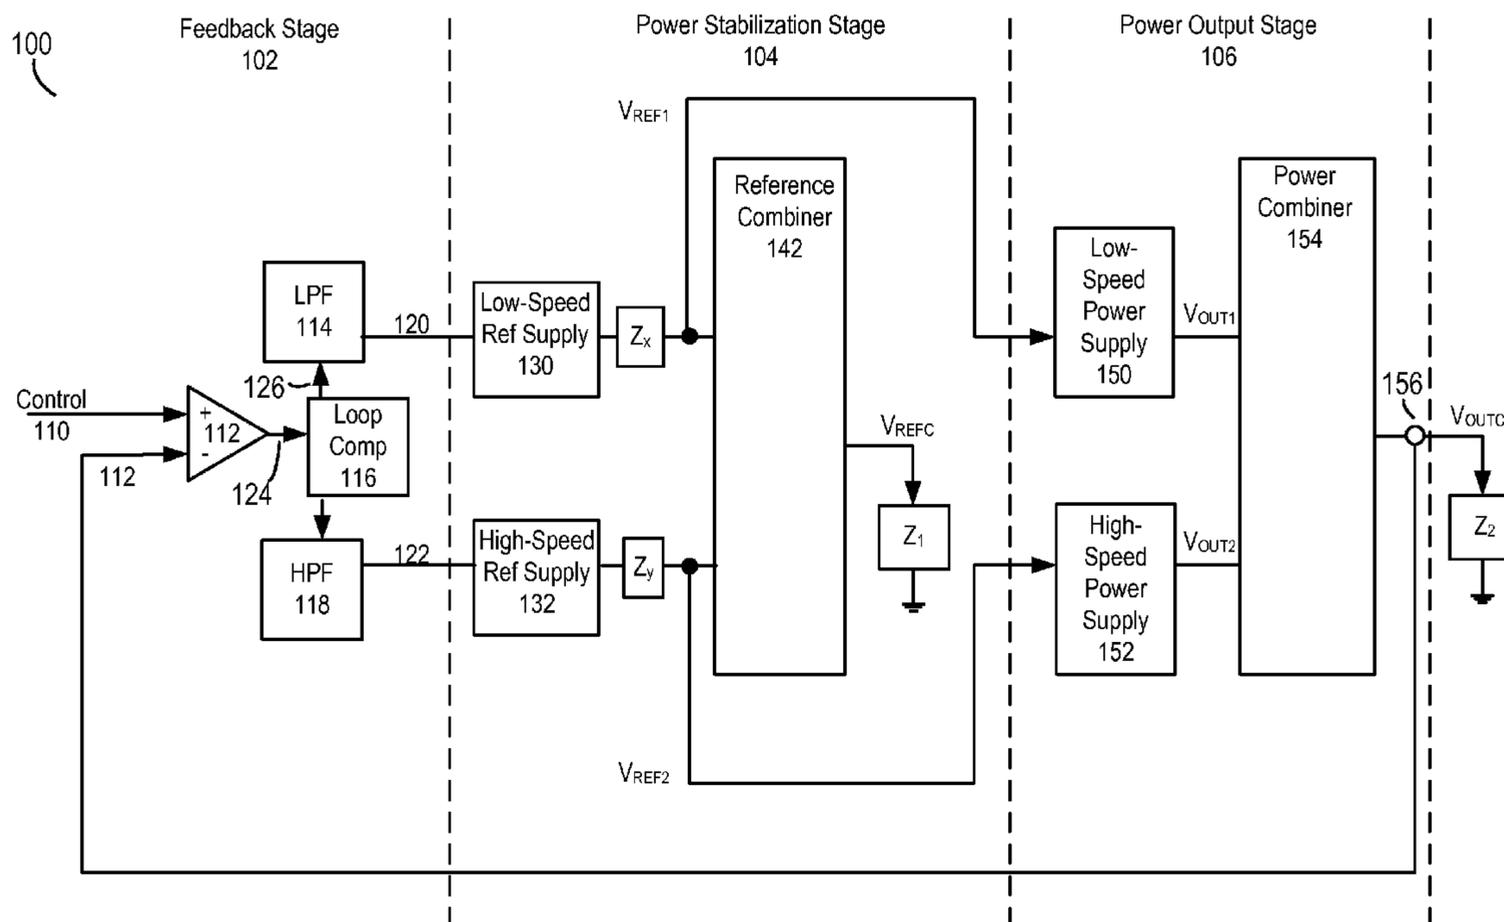 100
Feedback Stage
102
Power Stabilization Stage
104
Power Output Stage
106
VREF1
Reference
Combiner
142
Power
Combiner
154
LPF
114
120
Low-Speed
Ref Supply
130
Zx
Low-
Speed
Power
Supply
150
VOUT1
126
Control
110
+
112
-
112
124
Loop
Comp
116
VREFC
Z1
156
VOUTC
Z2
HPF
118
122
High-Speed
Ref Supply
132
Zy
High-
Speed
Power
Supply
152
VOUT2
VREF2